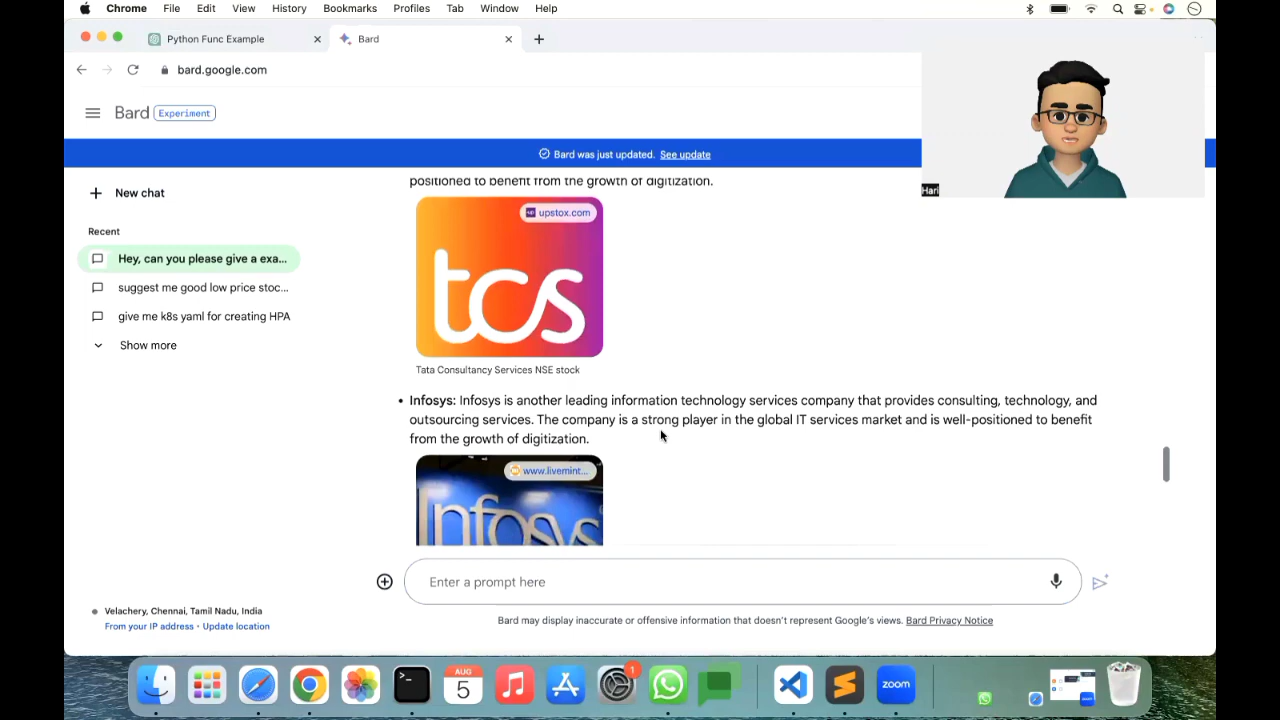 Chrome File Edit View History Bookmarks Profiles Tab Window Help
Python Func Example
Bard
bard.google.com
Bard Experiment
Bard was just updated. See update
Hari
New chat
Recent
Hey, can you please give a exa...
suggest me good low price stoc...
give me k8s yaml for creating HPA
Show more
Velachery, Chennai, Tamil Nadu, India
From your IP address • Update location
positioned to benefit from the growth of digitization.
upstox.com
tcs
Tata Consultancy Services NSE stock
• Infosys: Infosys is another leading information technology services company that provides consulting, technology, and
outsourcing services. The company is a strong player in the global IT services market and is well-positioned to benefit
from the growth of digitization.
www.livemint...
Infosys
Enter a prompt here
Bard may display inaccurate or offensive information that doesn't represent Google's views. Bard Privacy Notice
AUG
5
1
zoom